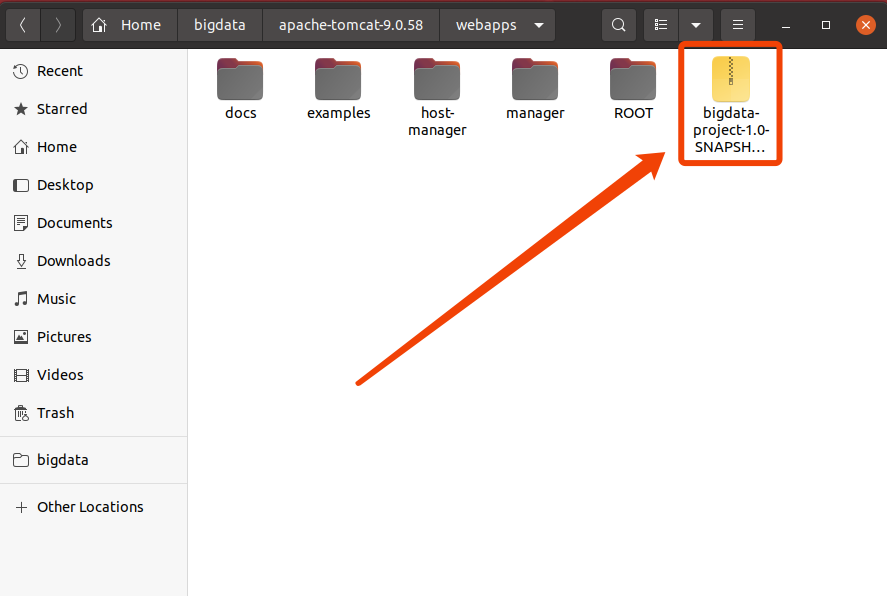 Home bigdata apache-tomcat-9.0.58 webapps
Recent
Starred
Home
Desktop
Documents
Downloads
Music
Pictures
Videos
Trash
bigdata
Other Locations
docs
examples
host-
manager
manager
ROOT
bigdata-
project-1.0-
SNAPSH…